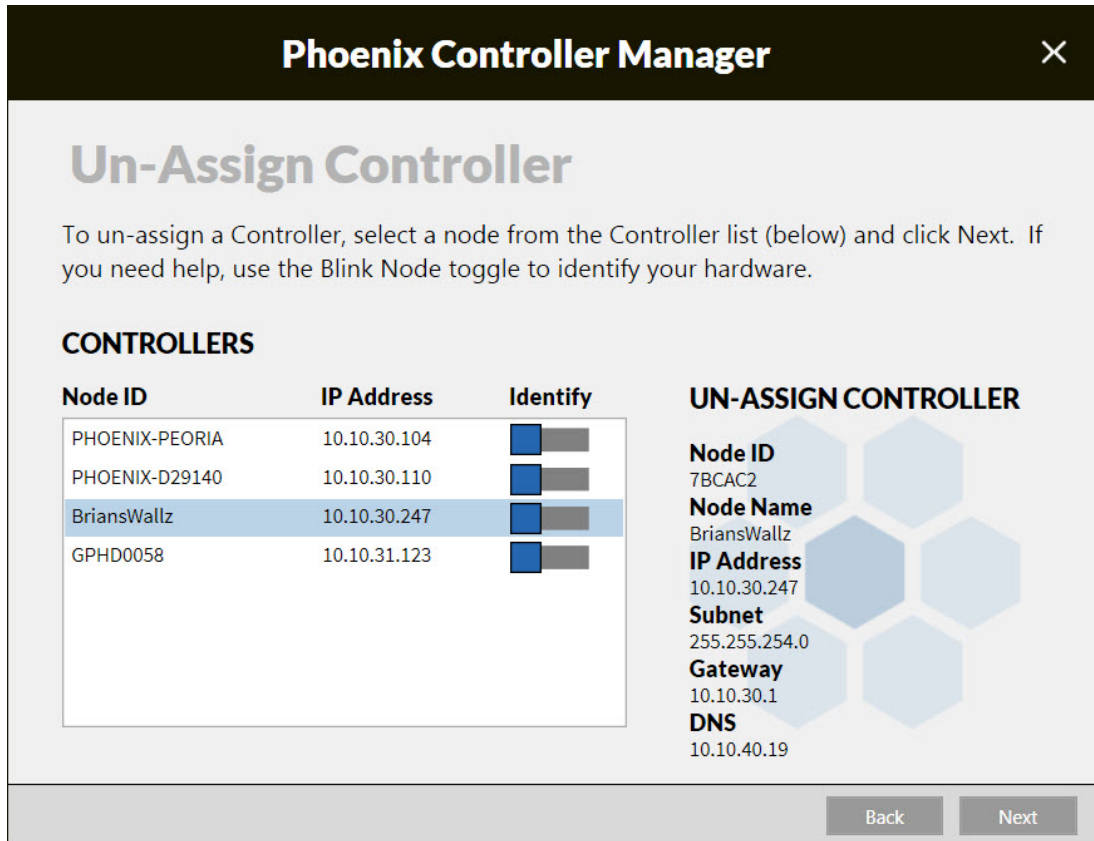 Phoenix Controller Manager
Un-Assign Controller
To un-assign a Controller, select a node from the Controller list (below) and click Next. If
you need help, use the Blink Node toggle to identify your hardware.
CONTROLLERS
Node ID IP Address Identify
PHOENIX-PEORIA 10.10.30.104
PHOENIX-D29140 10.10.30.110
BriansWallz 10.10.30.247
GPHD0058 10.10.31.123
UN-ASSIGN CONTROLLER
Node ID
7BCAC2
Node Name
BriansWallz
IP Address
10.10.30.247
Subnet
255.255.254.0
Gateway
10.10.30.1
DNS
10.10.40.19
Back Next